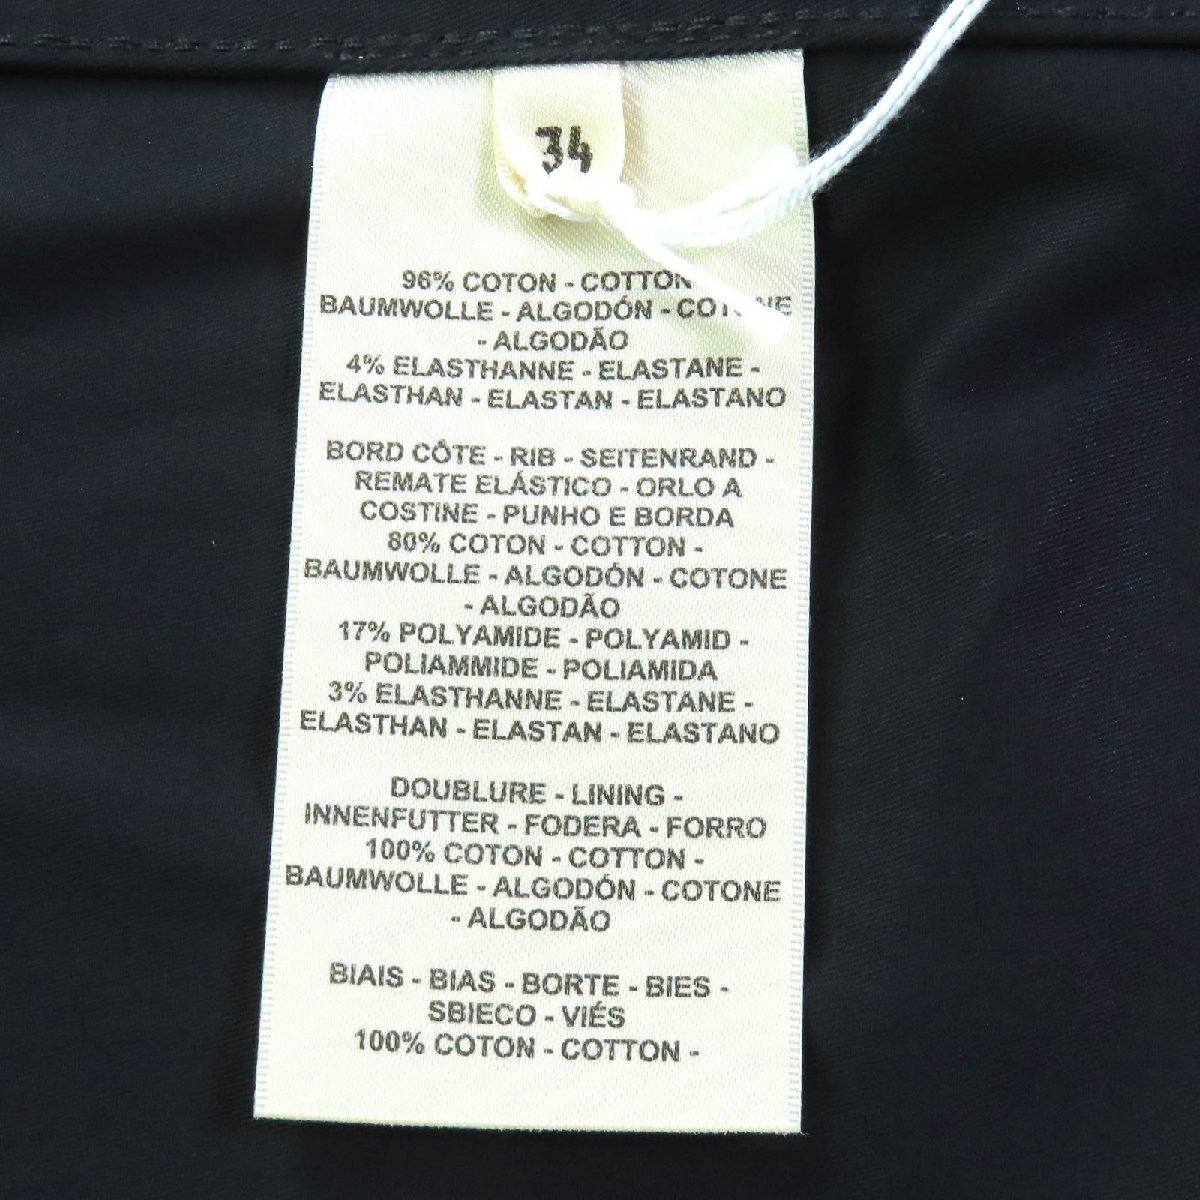 34
96% COTON - COTTON
BAUMWOLLE - ALGODÓN -
- ALGODÃO
4% ELASTHANNE - ELASTANE -
ELASTHAN - ELASTAN - ELASTANO
BORD CÔTE - RIB - SEITENRAND -
REMATE ELÁSTICO - ORLO A
COSTINE - PUNHO E BORDA
80% COTON - COTTON -
BAUMWOLLE - ALGODÓN - COTONE
- ALGODÃO
17% POLYAMIDE - POLYAMID -
POLIAMMIDE - POLIAMIDA
3% ELASTHANNE - ELASTANE -
ELASTHAN - ELASTAN - ELASTANO
DOUBLURE - LINING -
INNENFUTTER - FODERA - FORRO
100% COTON - COTTON -
BAUMWOLLE - ALGODÓN - COTONE
- ALGODÃO
BIAIS - BIAS - BORTE - BIES -
SBIECO - VIÉS
100% COTON - COTTON -